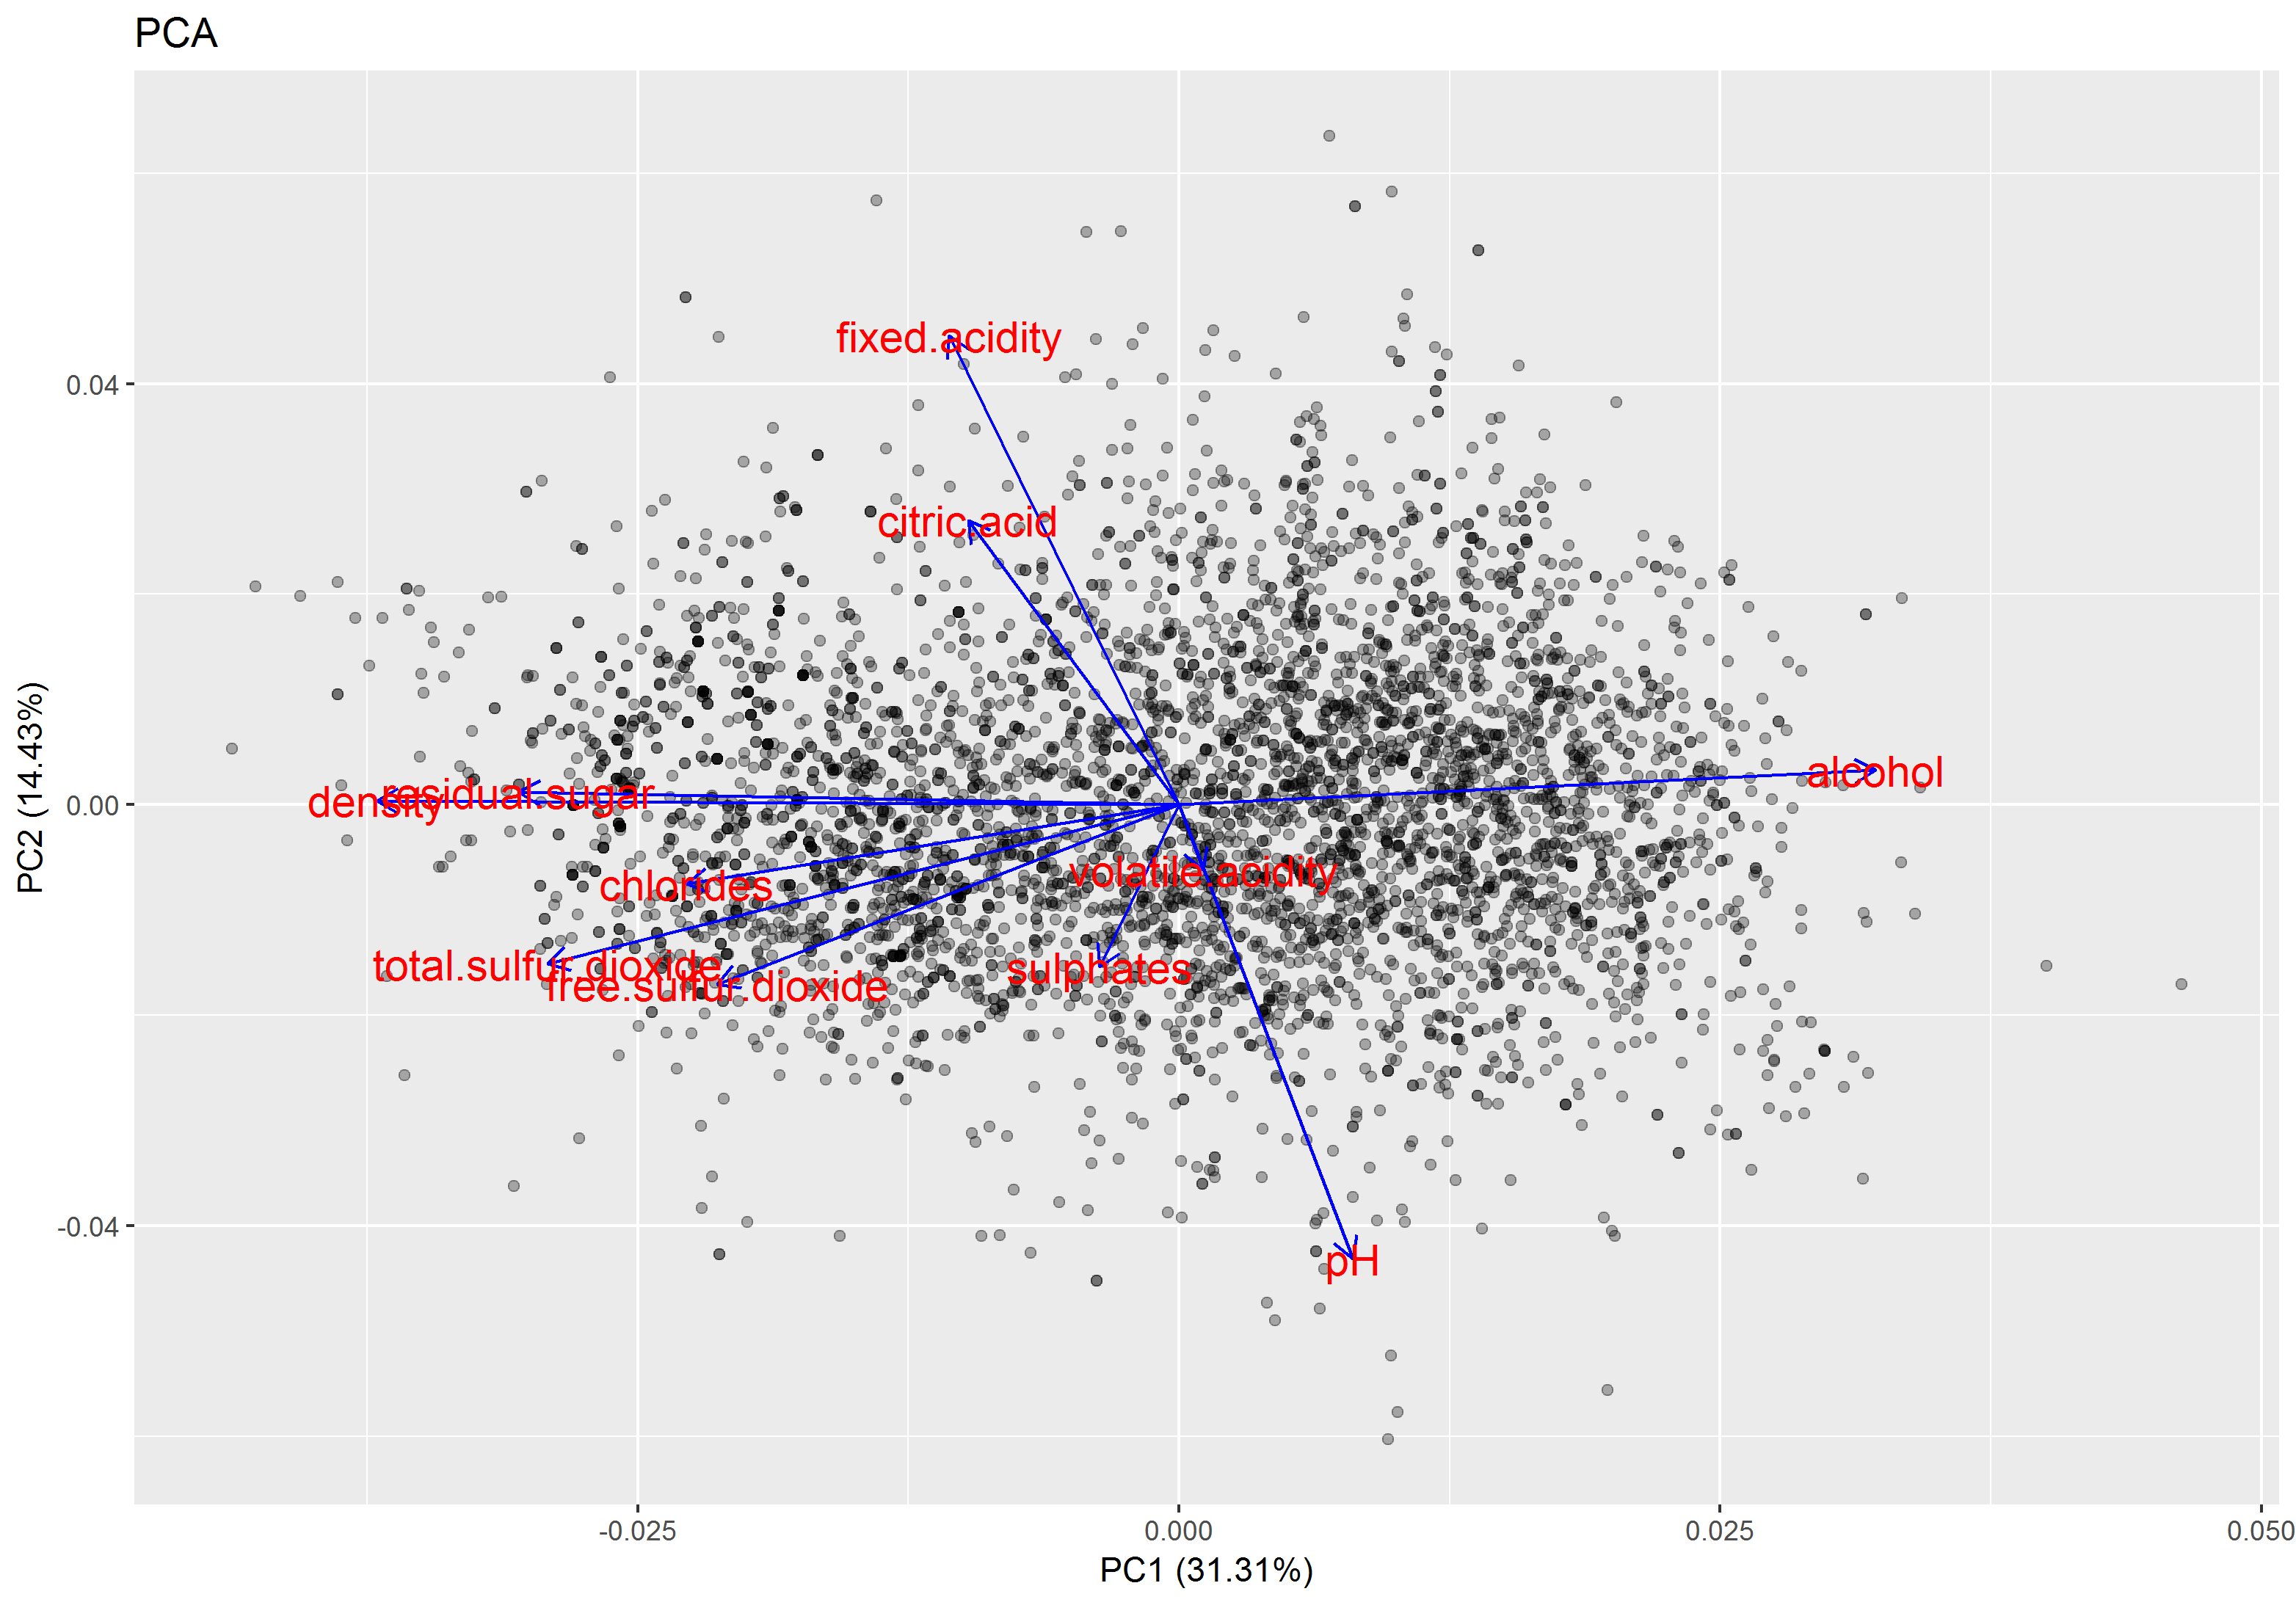 PCA
fixed.acidity
0.04
citric.acid
alcohol
residual.sugar
density
0.00
PC2 (14.43%)
volatile.acidity
chlorides
total.sulfur.dioxide
sulphates
free.sulfur.dioxide
-0.04
pH
-0.025
0.000
0.025
0.050
PC1 (31.31%)